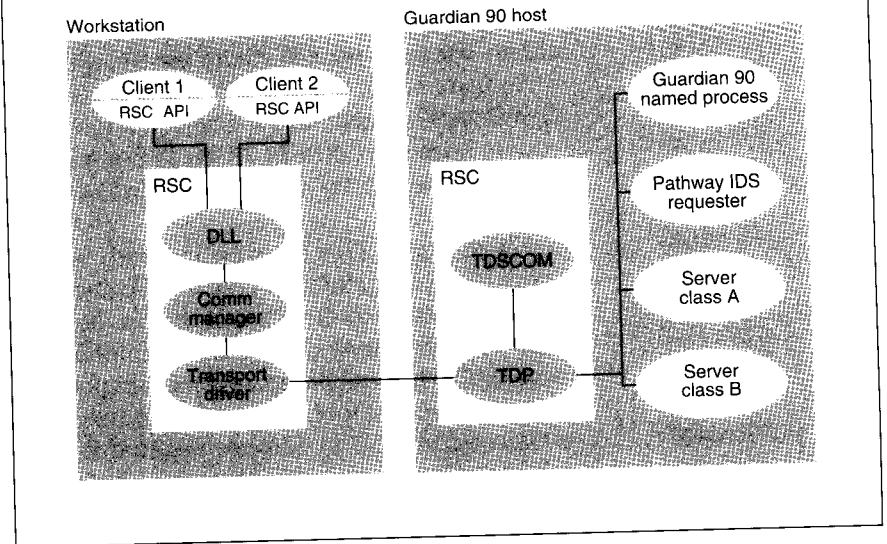 Workstation
Guardian 90 host
Client 1
RSC API
Client 2
RSC API
RSC
DLL
Comm
manager
Transport
driver
RSC
TDSCOM
TDP
Guardian 90
named process
Pathway IDS
requester
Server
class A
Server
class B